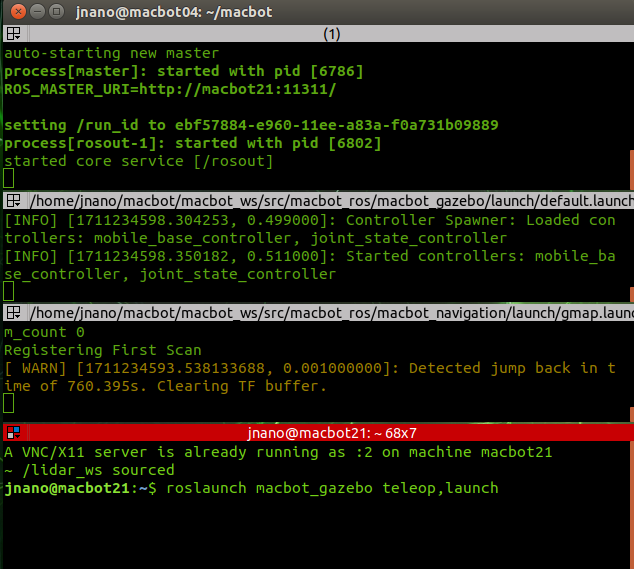 jnano@macbot04: ~/macbot
(1)
auto-starting new master
process[master]: started with pid [6786]
ROS_MASTER_URI=http://macbot21:11311/
setting /run_id to ebf57884-e960-11ee-a83a-f0a731b09889
process[rosout-1]: started with pid [6802]
started core service [/rosout]
/home/jnano/macbot/macbot_ws/src/macbot_ros/macbot_gazebo/launch/default.launch
[INFO] [1711234598.304253, 0.499000]: Controller Spawner: Loaded con
trollers: mobile_base_controller, joint_state_controller
[INFO] [1711234598.350182, 0.511000]: Started controllers: mobile_ba
se_controller, joint_state_controller
/home/jnano/macbot/macbot_ws/src/macbot_ros/macbot_navigation/launch/gmap.laun
m_count 0
Registering First Scan
[ WARN] [1711234593.538133688, 0.001000000]: Detected jump back in t
ime of 760.395s. Clearing TF buffer.
jnano@macbot21: ~ 68x7
A VNC/X11 server is already running as :2 on machine macbot21
~ /lidar_ws sourced
jnano@macbot21:~$ roslaunch macbot_gazebo teleop,launch